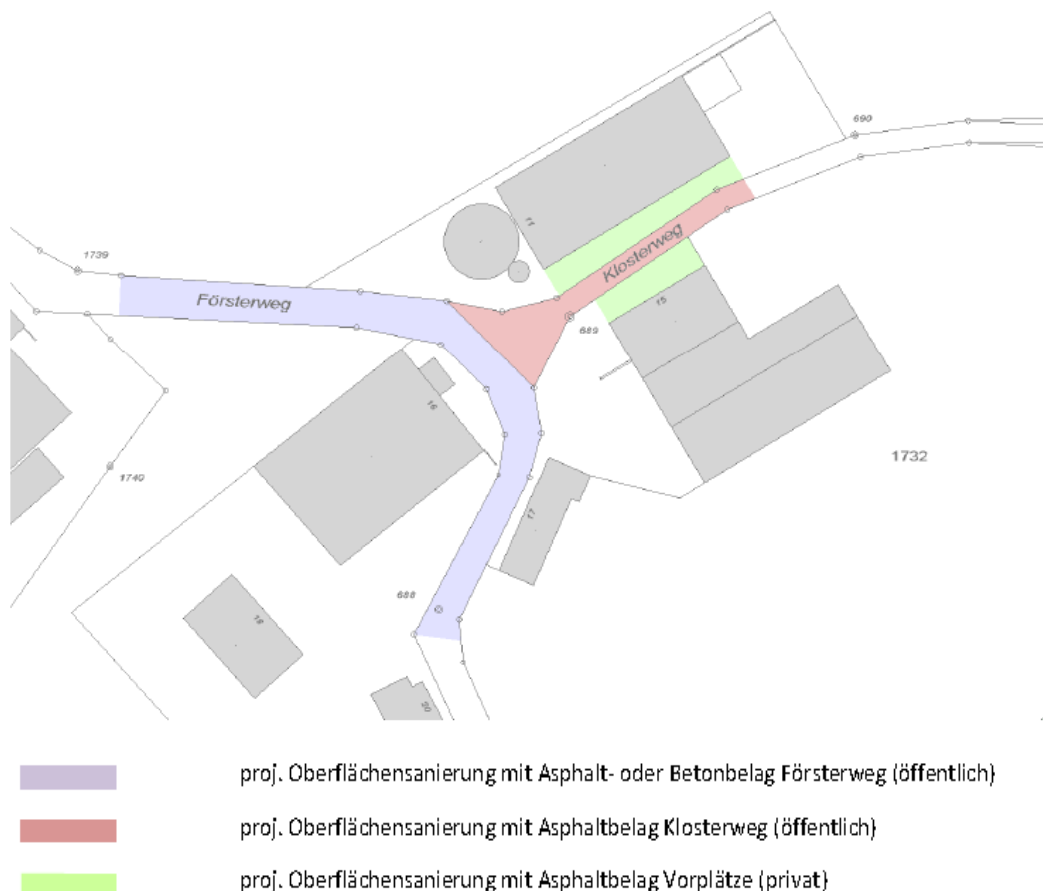 690
11
1739
Klosterweg
Försterweg
15
689
16
1732
1740
17
688
18
20
proj. Oberflächensanierung mit Asphalt- oder Betonbelag Försterweg (öffentlich)
proj. Oberflächensanierung mit Asphaltbelag Klosterweg (öffentlich)
proj. Oberflächensanierung mit Asphaltbelag Vorplätze (privat)